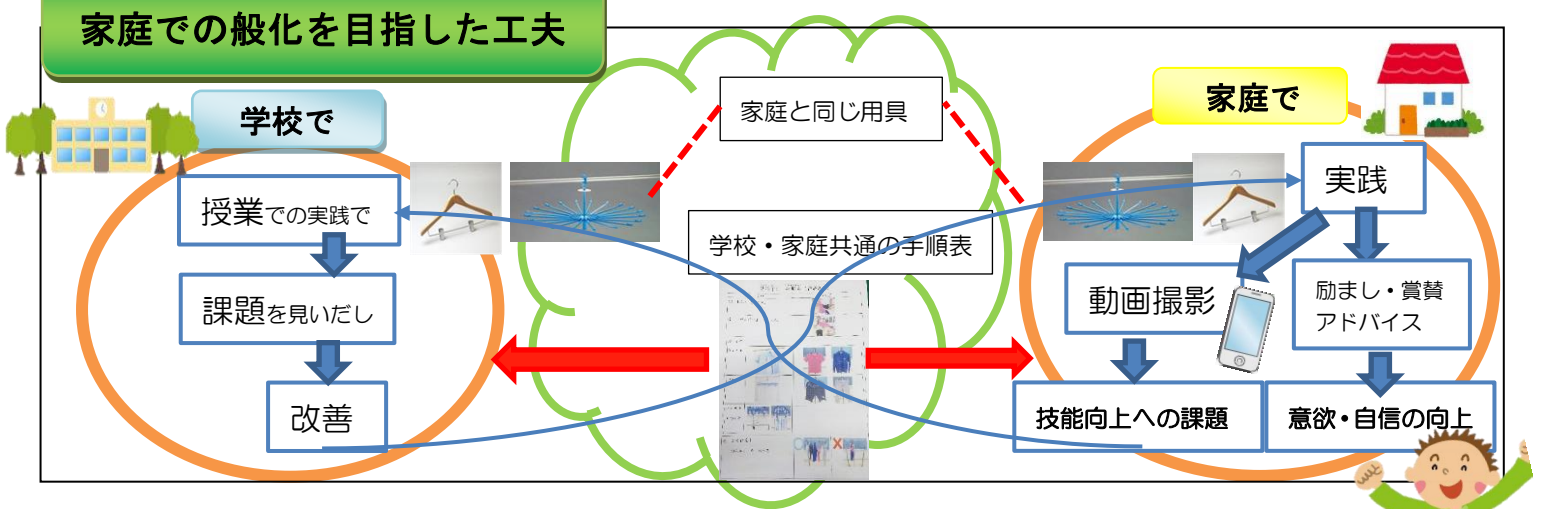 家庭での般化を目指した工夫
学校で
授業での実践で
課題を見いだし
改善
家庭と同じ用具
学校・家庭共通の手順表
家庭で
実践
動画撮影
励まし・賞賛
アドバイス
技能向上への課題
意欲・自信の向上